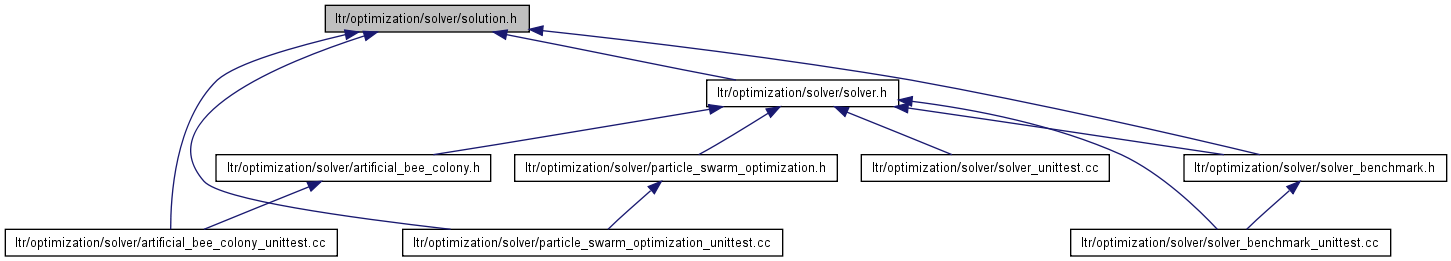 ltr/optimization/solver/solution.h
ltr/optimization/solver/solver.h
ltr/optimization/solver/artificial_bee_colony.h
ltr/optimization/solver/particle_swarm_optimization.h
ltr/optimization/solver/solver_unittest.cc
ltr/optimization/solver/solver_benchmark.h
ltr/optimization/solver/artificial_bee_colony_unittest.cc
ltr/optimization/solver/particle_swarm_optimization_unittest.cc
ltr/optimization/solver/solver_benchmark_unittest.cc